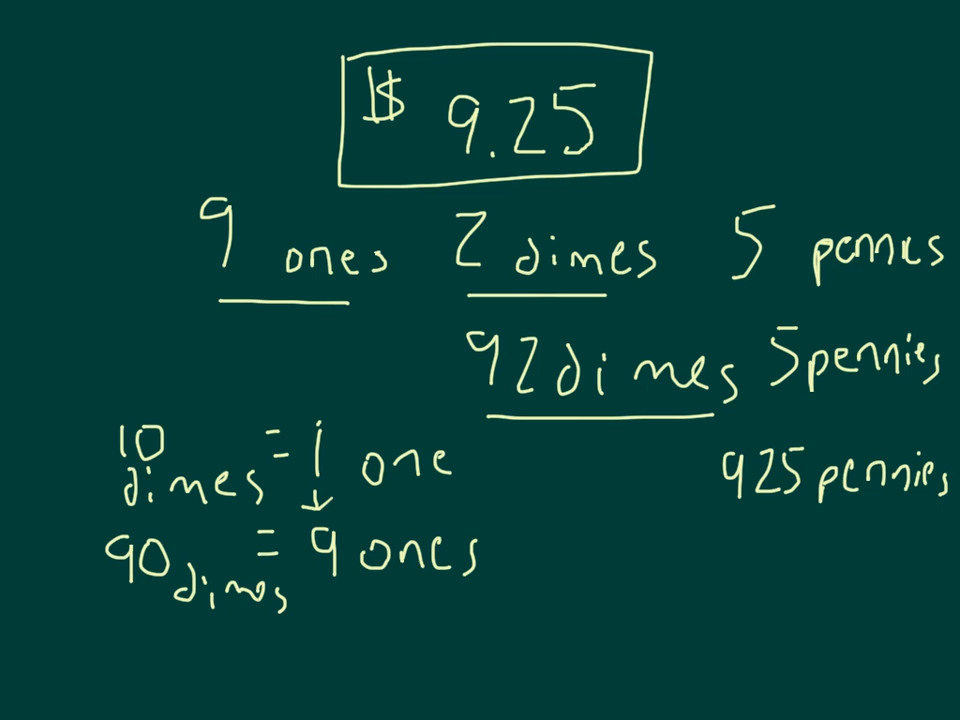 $ 9.25
9 ones 2 dimes 5 pennies
92 dimes 5 pennies
10 dimes = 1 one
925 pennies
90 dimes = 9 ones